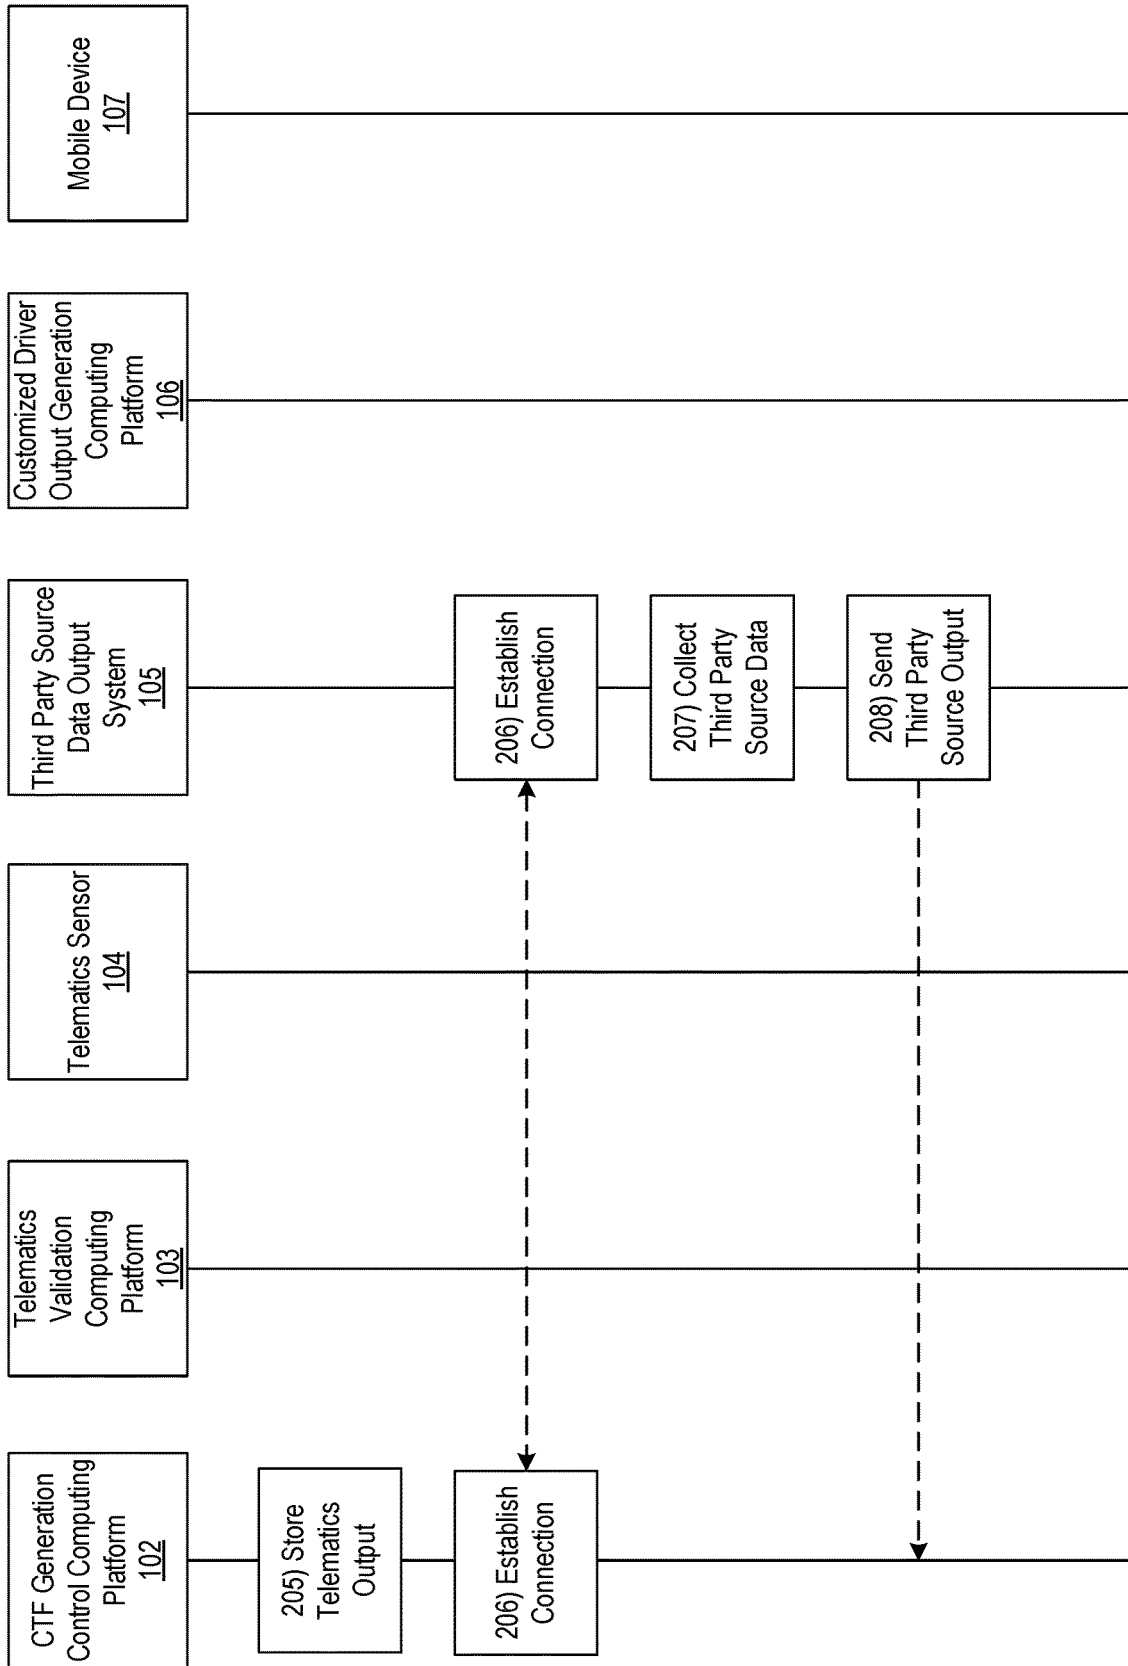 CTF Generation
Control Computing
Platform
102
Telematics
Validation
Computing
Platform
103
Telematics Sensor
104
Third Party Source
Data Output
System
105
Customized Driver
Output Generation
Computing
Platform
106
Mobile Device
107
205) Store
Telematics
Output
206) Establish
Connection
206) Establish
Connection
207) Collect
Third Party
Source Data
208) Send
Third Party
Source Output